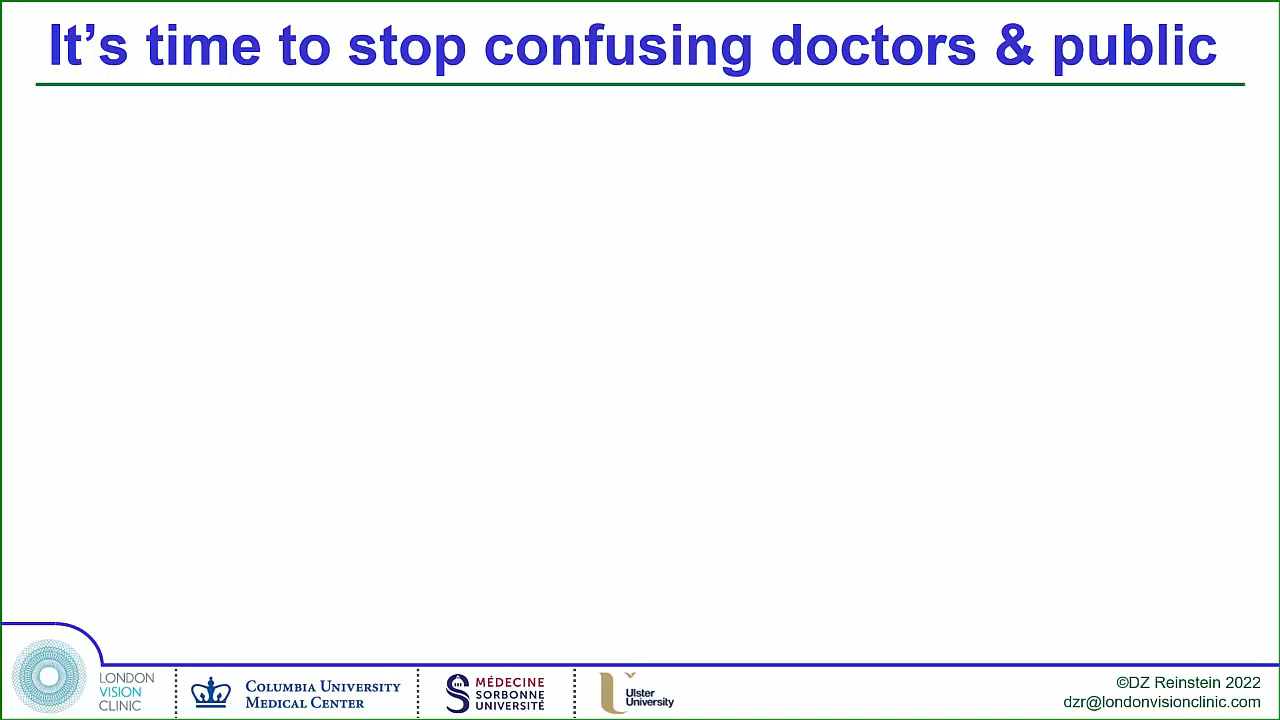 It’s time to stop confusing doctors & public
LONDON
VISION
CLINIC
COLUMBIA UNIVERSITY
MEDICAL CENTER
MÉDECINE
SORBONNE
UNIVERSITÉ
Ulster
University
©DZ Reinstein 2022
dzr@londonvisionclinic.com